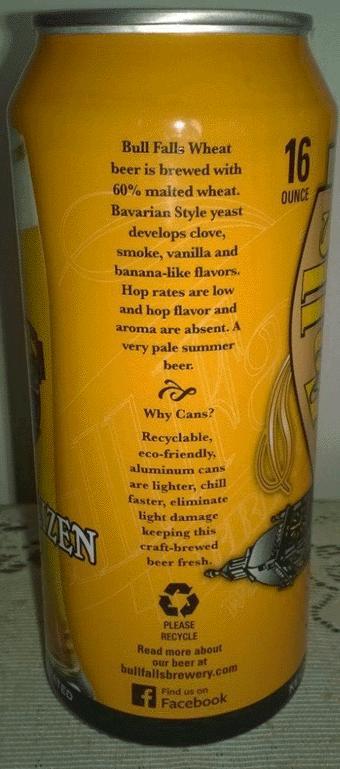 Bull Falls Wheat
beer is brewed with
60% malted wheat.
Bavarian Style yeast
develops clove,
smoke, vanilla and
banana-like flavors.
Hop rates are low
and hop flavor and
aroma are absent. A
very pale summer
beer.
Why Cans?
Recyclable,
eco-friendly,
aluminum cans
are lighter, chill
faster, eliminate
light damage
keeping this
craft-brewed
beer fresh.
PLEASE
RECYCLE
Read more about
our beer at
bullfallsbrewery.com
f Find us on
Facebook
16
OUNCE
ZEN